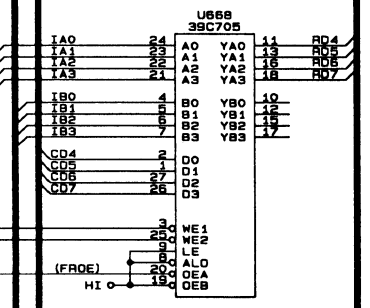 U668
39C705
IA0 24 A0 YA0 11 RD4
IA1 23 A1 YA1 13 RD5
IA2 22 A2 YA2 16 RD6
IA3 21 A3 YA3 18 RD7
IB0 4 B0 YB0 10
IB1 5 B1 YB1 12
IB2 6 B2 YB2 15
IB3 7 B3 YB3 17
CD4 2 D0
CD5 1 D1
CD6 27 D2
CD7 26 D3
3 WE1
25 WE2
9 LE
8 ALO
(FROE) 20 OEA
HI 19 OEB